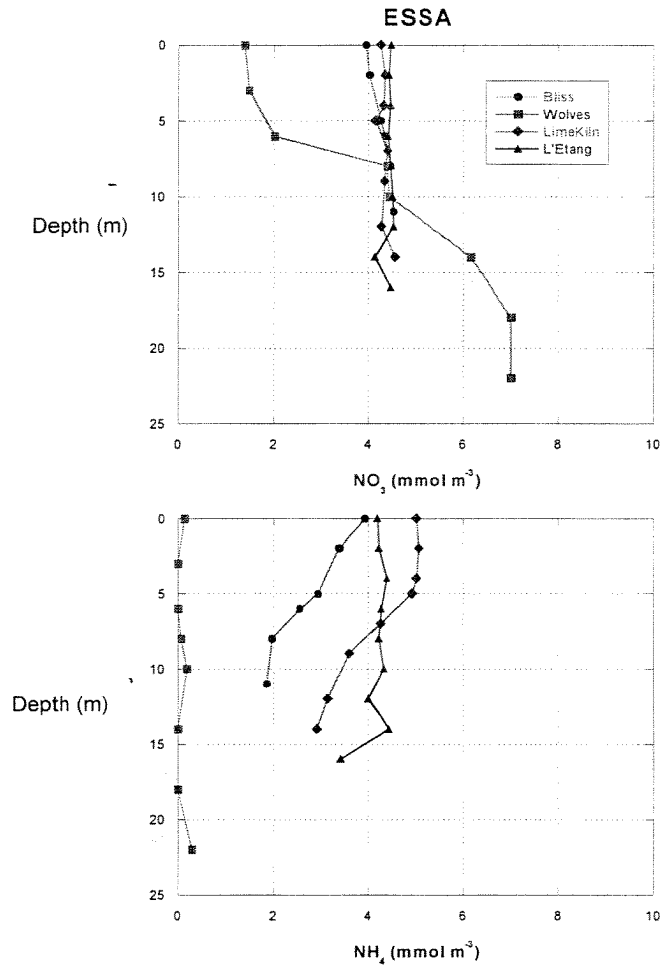 ESSA
0
5
10
15
20
25
Depth (m)
Bliss
Wolves
LimeKiln
L'Etang
0 2 4 6 8 10
NO3 (mmol m-3)
0
5
10
15
20
25
Depth (m)
0 2 4 6 8 10
NH4 (mmol m-3)